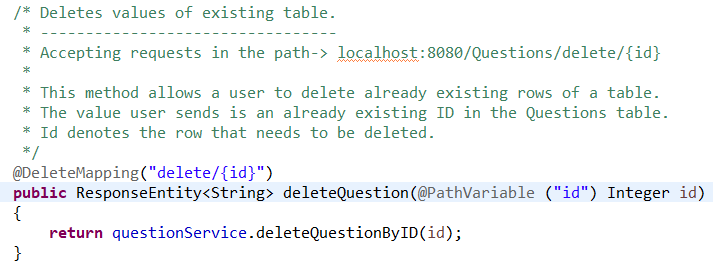 /* Deletes values of existing table.
* ---------------------------------
* Accepting requests in the path-> localhost:8080/Questions/delete/{id}
*
* This method allows a user to delete already existing rows of a table.
* The value user sends is an already existing ID in the Questions table.
* Id denotes the row that needs to be deleted.
*/
@DeleteMapping("delete/{id}")
public ResponseEntity<String> deleteQuestion(@PathVariable ("id") Integer id)
{
return questionService.deleteQuestionByID(id);
}